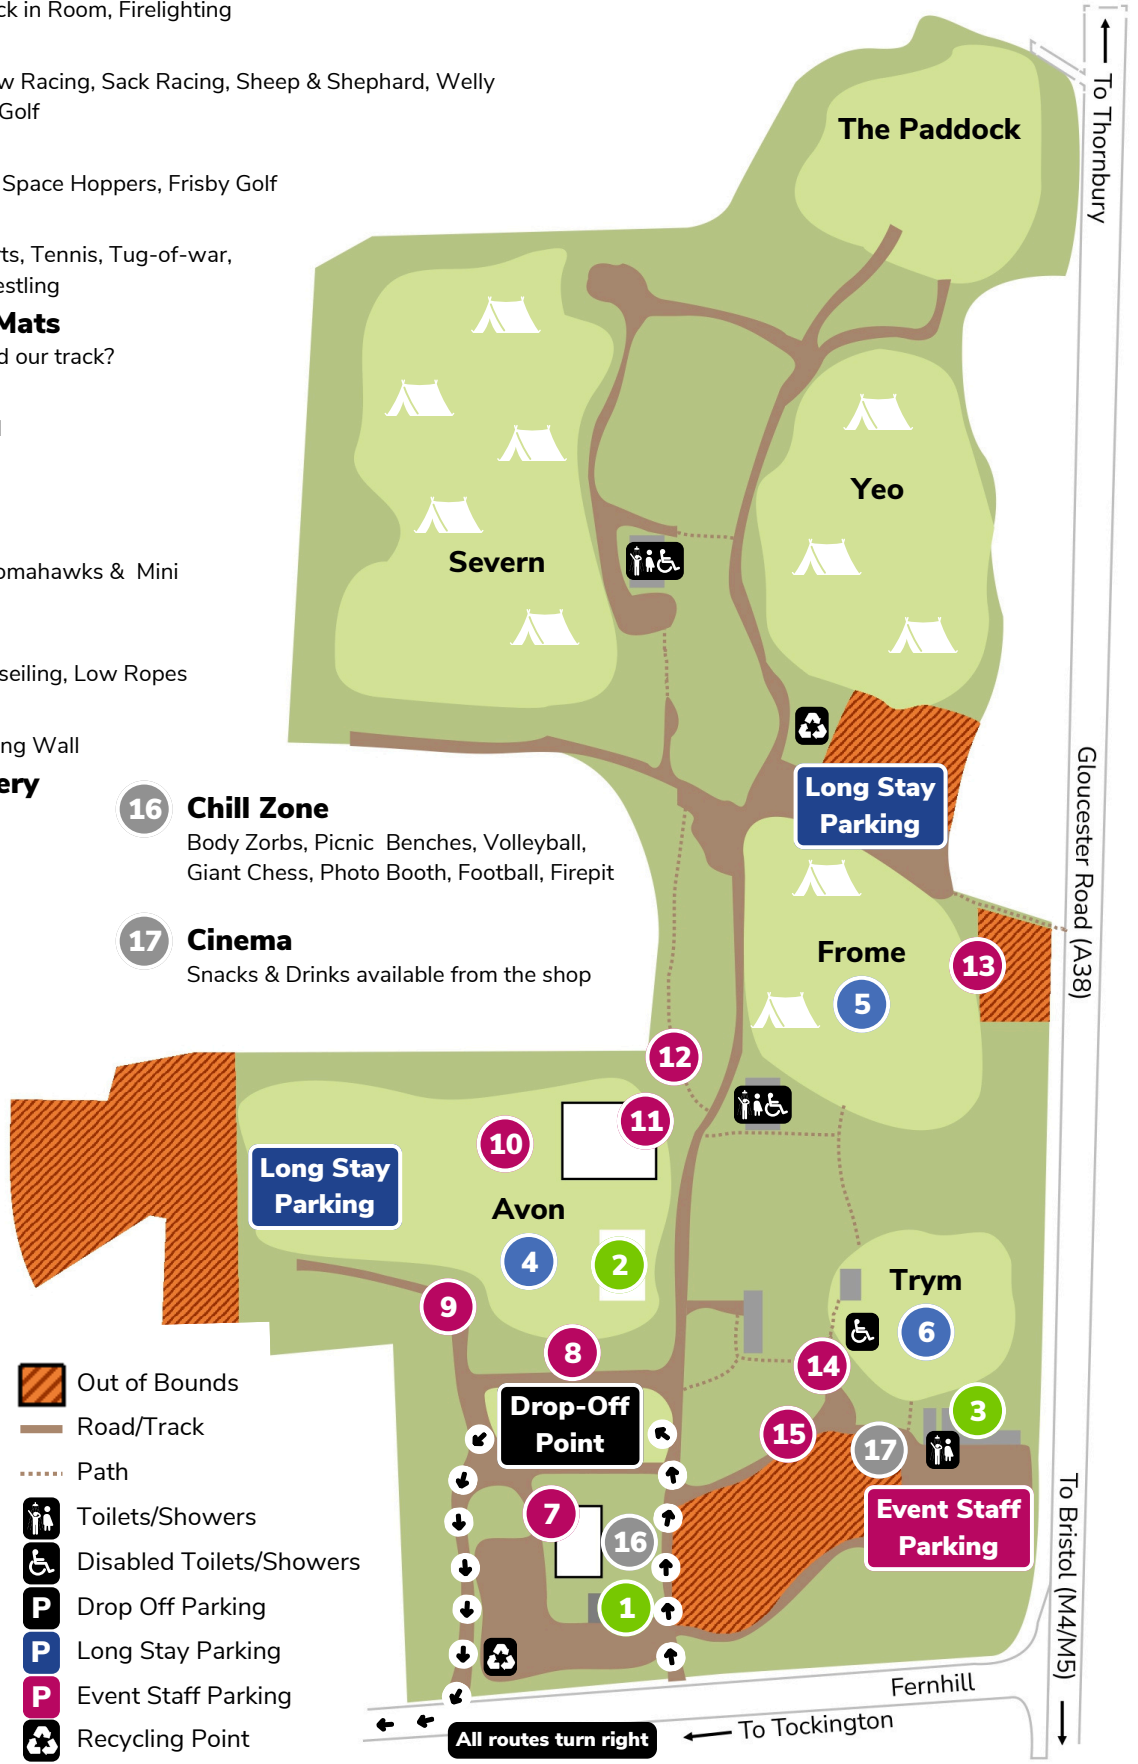 ck in Room, Firelighting
w Racing, Sack Racing, Sheep & Shephard, Welly
Golf
Space Hoppers, Frisby Golf
rts, Tennis, Tug-of-war,
estling
Mats
d our track?
omahawks & Mini
seiling, Low Ropes
ng Wall
ery
16 Chill Zone
Body Zorbs, Picnic Benches, Volleyball,
Giant Chess, Photo Booth, Football, Firepit
17 Cinema
Snacks & Drinks available from the shop
The Paddock
To Thornbury
Yeo
Severn
Long Stay
Parking
Gloucester Road (A38)
Frome
13
5
12
11
10
Long Stay
Parking
Avon
4
2
Trym
6
9
8
14
3
Drop-Off
Point
15
17
Event Staff
Parking
7
16
1
To Bristol (M4/M5)
Fernhill
To Tockington
All routes turn right
Out of Bounds
Road/Track
Path
Toilets/Showers
Disabled Toilets/Showers
P Drop Off Parking
P Long Stay Parking
P Event Staff Parking
Recycling Point